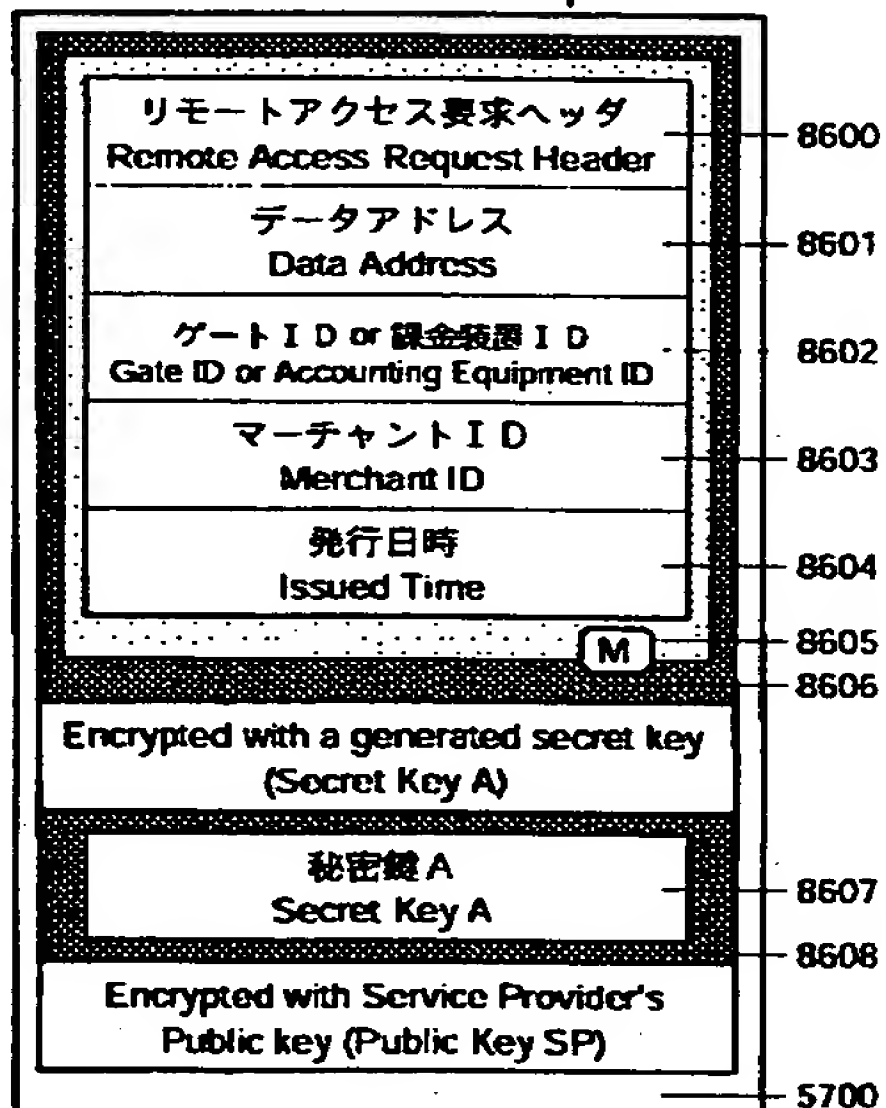 リモートアクセス要求ヘッダ
Remote Access Request Header
8600
データアドレス
Data Address
8601
ゲートID or 課金装置ID
Gate ID or Accounting Equipment ID
8602
マーチャントID
Merchant ID
8603
発行日時
Issued Time
8604
M
8605
8606
Encrypted with a generated secret key
(Secret Key A)
秘密鍵A
Secret Key A
8607
8608
Encrypted with Service Provider's
Public key (Public Key SP)
5700